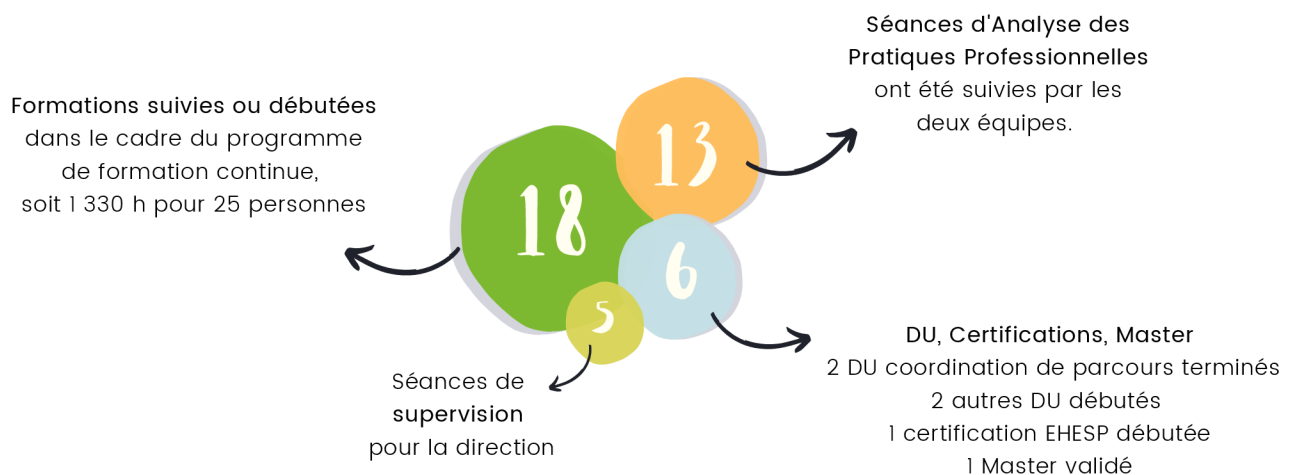 Formations suivies ou débutées
dans le cadre du programme
de formation continue,
soit 1 330 h pour 25 personnes
18
13
Séances d'Analyse des
Pratiques Professionnelles
ont été suivies par les
deux équipes.
5
Séances de
supervision
pour la direction
6
DU, Certifications, Master
2 DU coordination de parcours terminés
2 autres DU débutés
1 certification EHESP débutée
1 Master validé